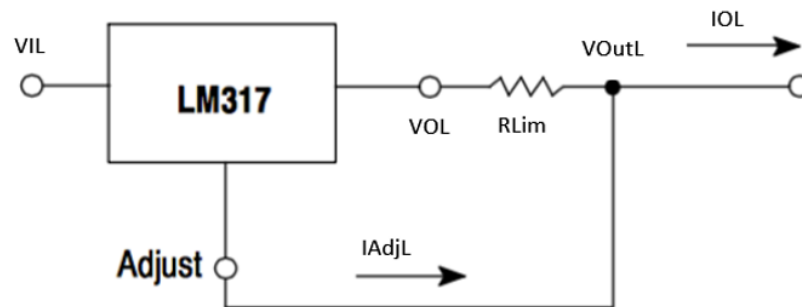 VIL
LM317
VOL
RLim
VOutL
IOL
Adjust
IAdjL